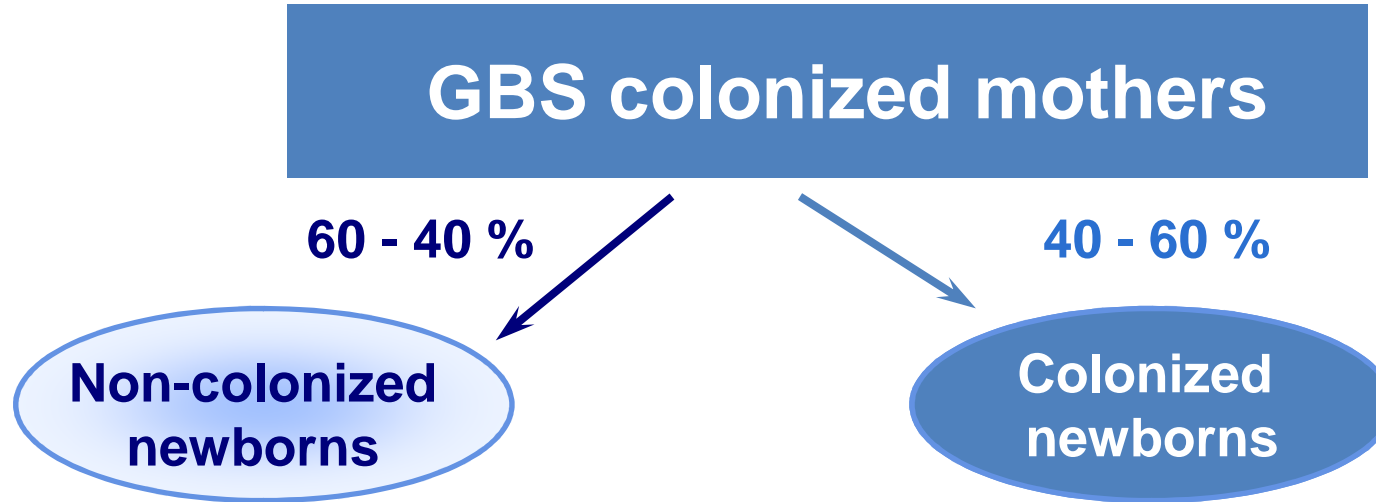 GBS colonized mothers
60 - 40 %
40 - 60 %
Non-colonized
newborns
Colonized
newborns